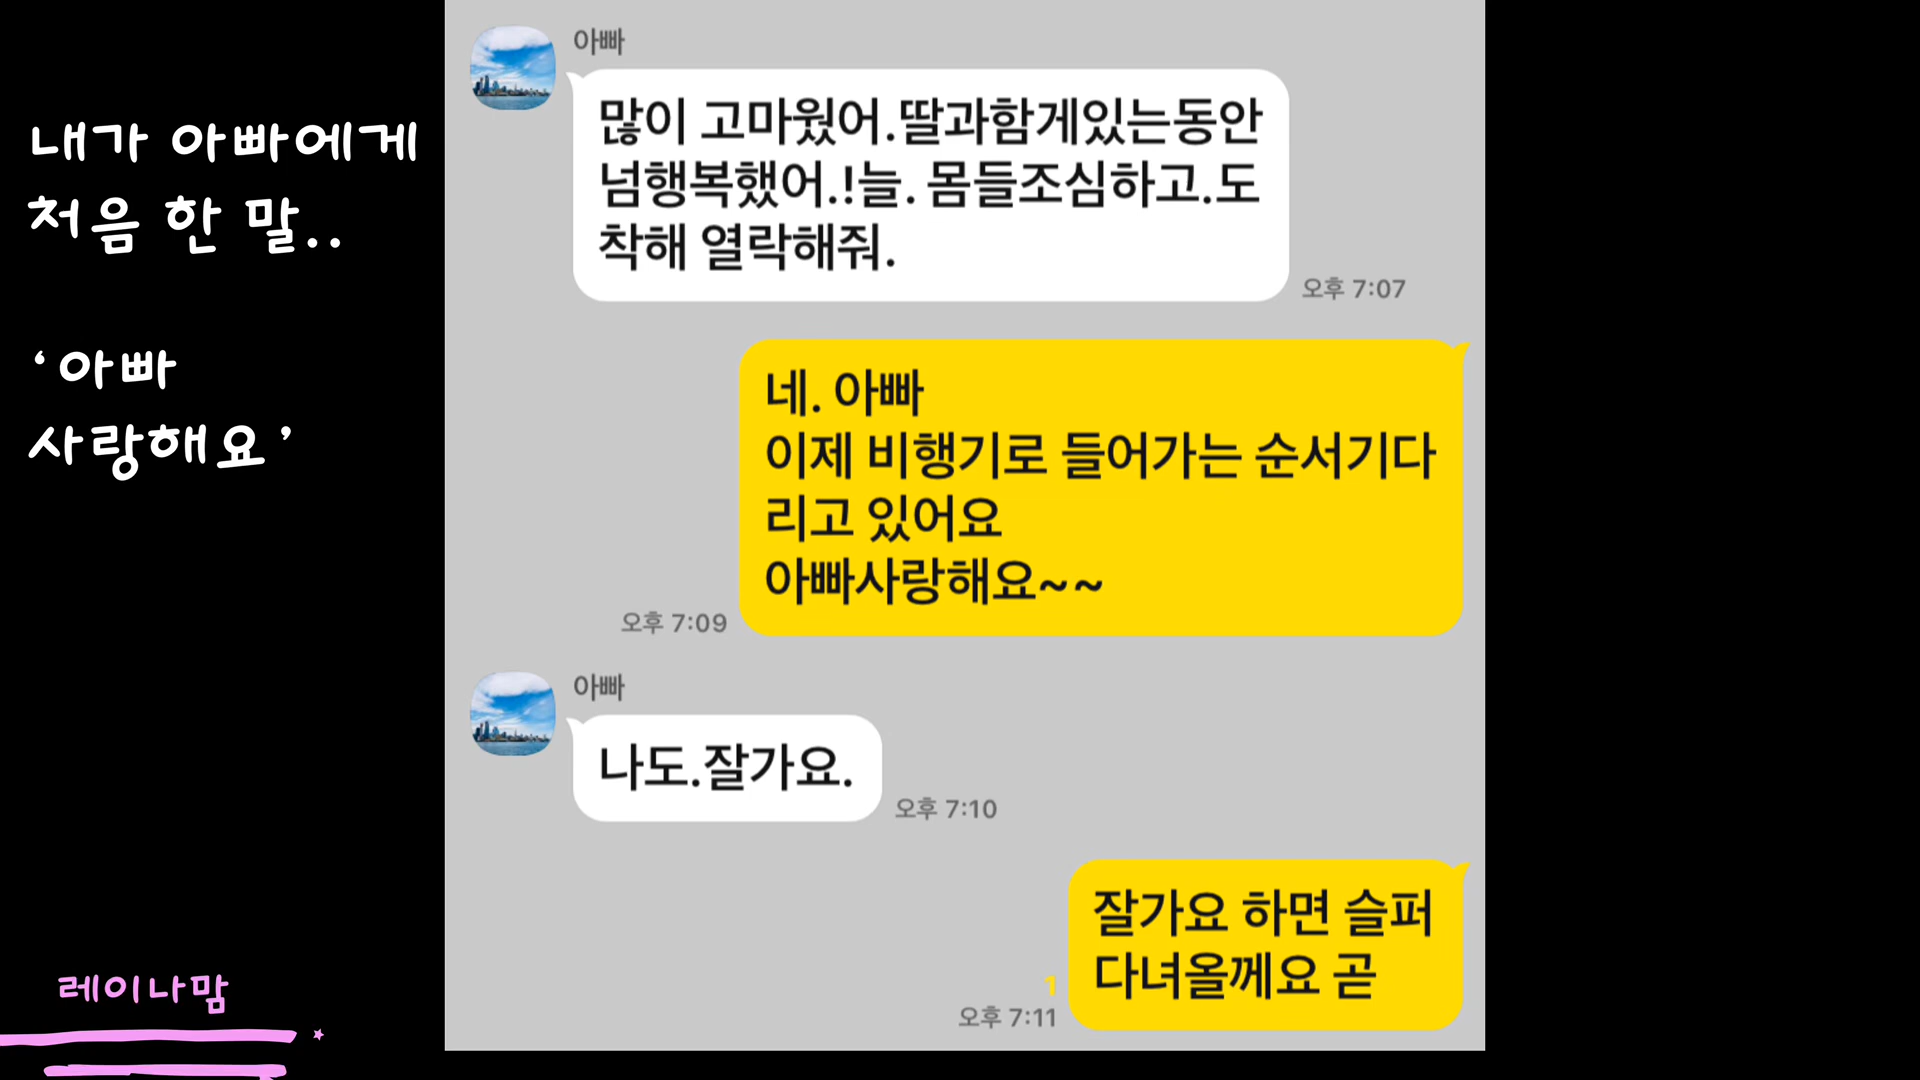 내가 아빠에게
처음 한 말..
‘아빠
사랑해요’
레이나맘
아빠
많이 고마웠어.딸과함게있는동안
넘행복했어.!늘. 몸들조심하고.도
착해 열락해줘.
오후 7:07
네. 아빠
이제 비행기로 들어가는 순서기다
리고 있어요
아빠사랑해요~~
오후 7:09
아빠
나도.잘가요.
오후 7:10
잘가요 하면 슬퍼
다녀올께요 곧
1
오후 7:11